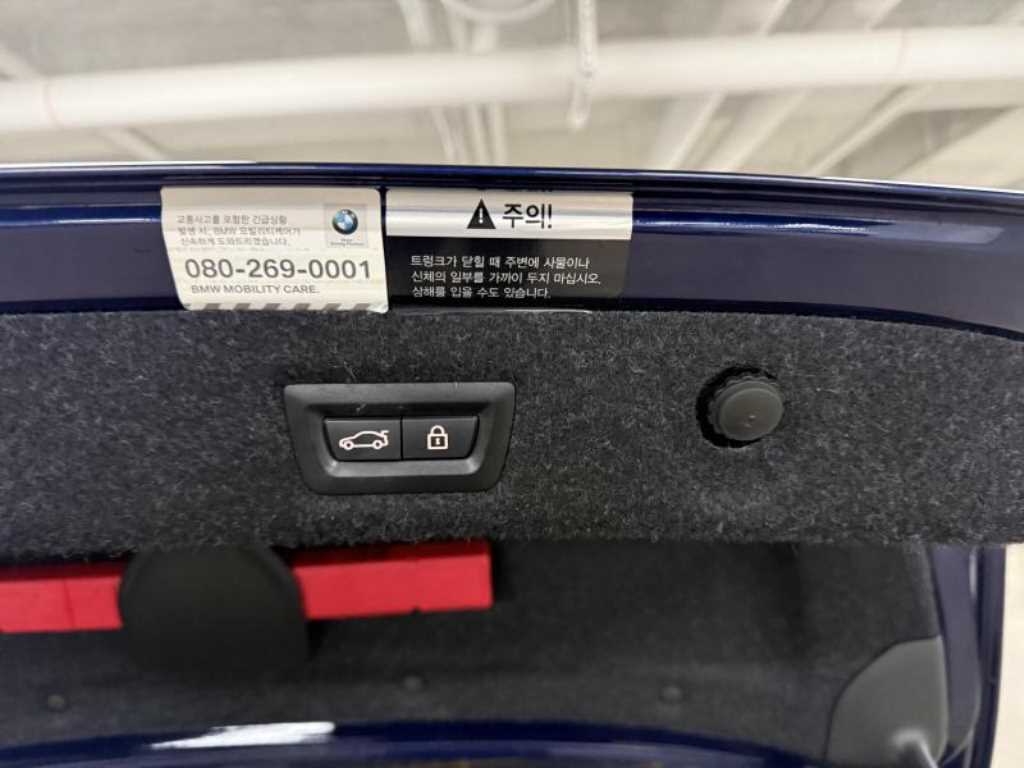 교통사고를 포함한 긴급상황
발생 시, BMW 모빌리티케어가
신속하게 도와드리겠습니다.
080-269-0001
BMW MOBILITY CARE.
주의!
트렁크가 닫힐 때 주변에 사물이나
신체의 일부를 가까이 두지 마십시오.
상해를 입을 수도 있습니다.